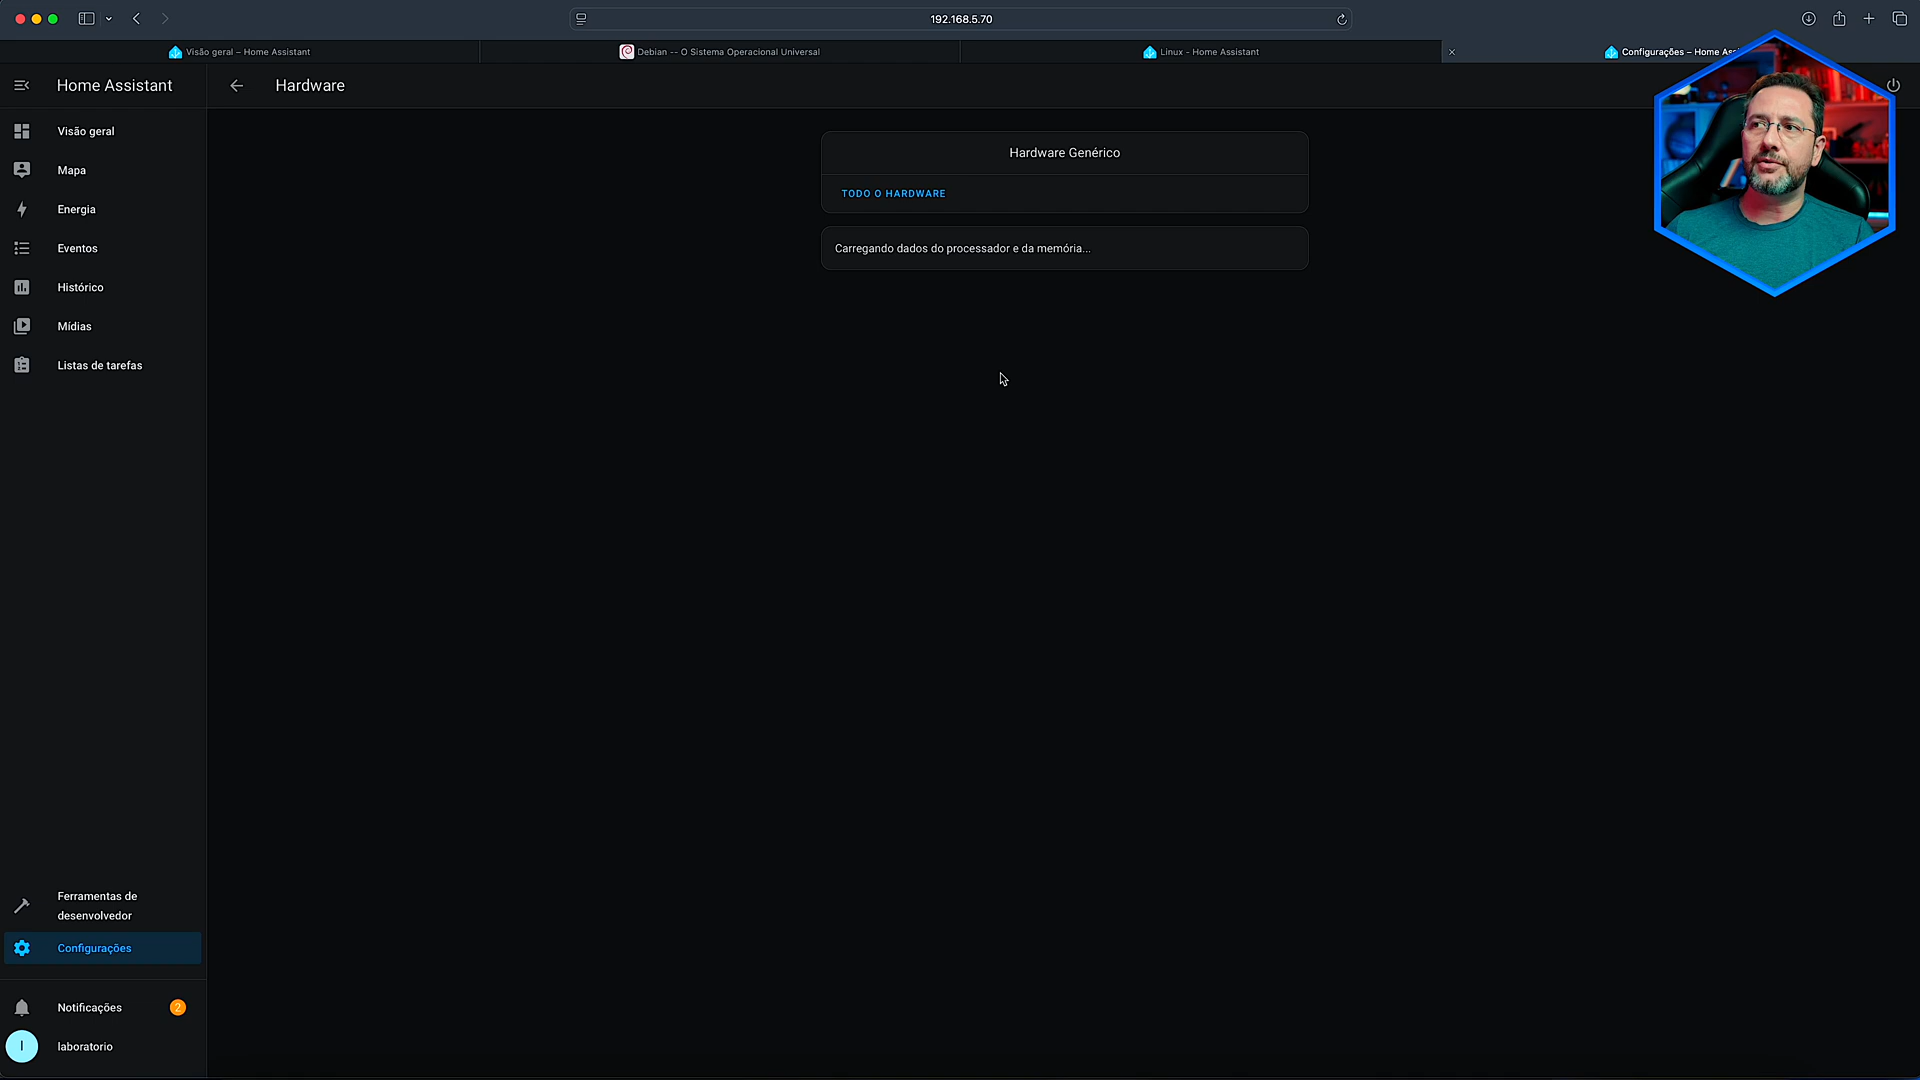 192.168.5.70
Visão geral – Home Assistant
Debian -- O Sistema Operacional Universal
Linux - Home Assistant
Configurações – Home
Home Assistant
Hardware
Visão geral
Mapa
Energia
Eventos
Histórico
Mídias
Listas de tarefas
Hardware Genérico
TODO O HARDWARE
Carregando dados do processador e da memória...
Ferramentas de
desenvolvedor
Configurações
Notificações
2
l
laboratorio